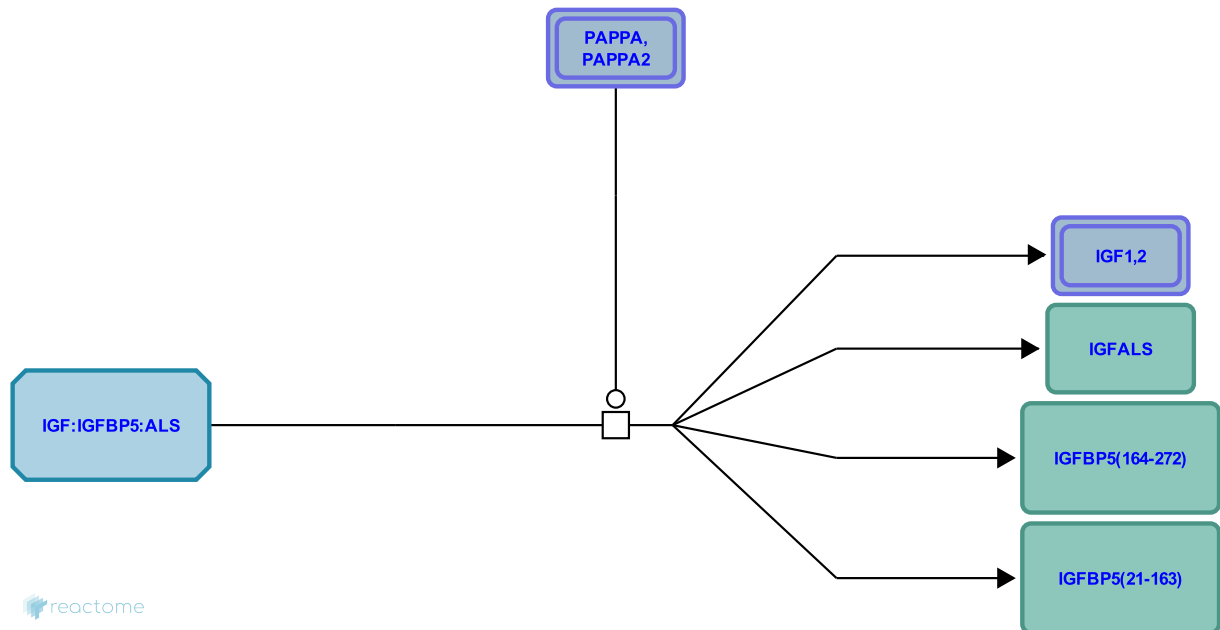 PAPPA,
PAPPA2
IGF1,2
IGFALS
IGF:IGFBP5:ALS
IGFBP5(164-272)
IGFBP5(21-163)
reactome